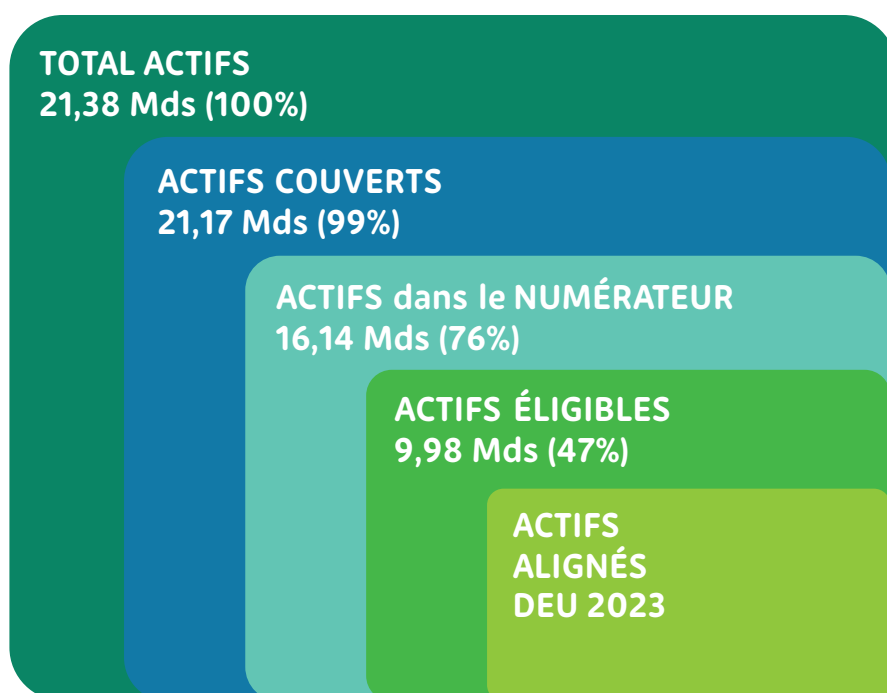 TOTAL ACTIFS
21,38 Mds (100%)
ACTIFS COUVERTS
21,17 Mds (99%)
ACTIFS dans le NUMÉRATEUR
16,14 Mds (76%)
ACTIFS ÉLIGIBLES
9,98 Mds (47%)
ACTIFS
ALIGNÉS
DEU 2023